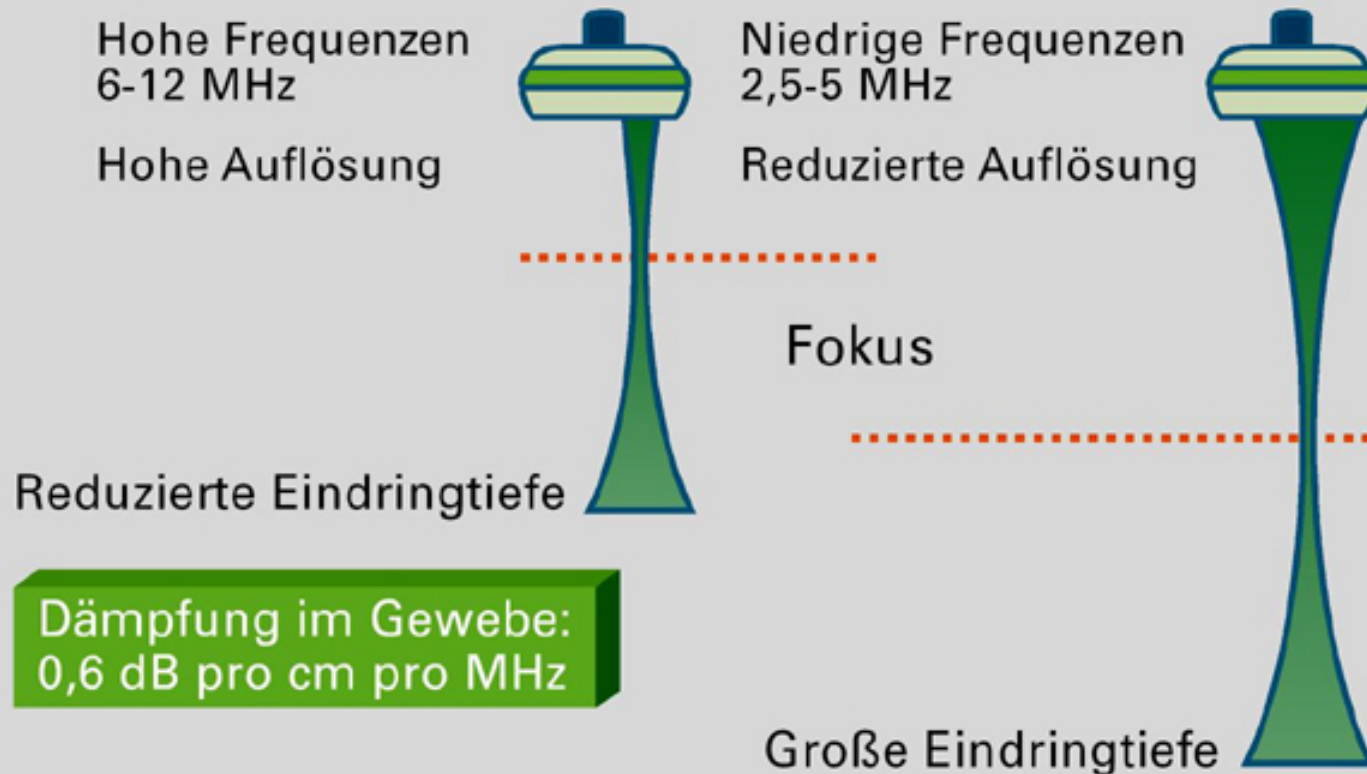 Hohe Frequenzen
6-12 MHz
Hohe Auflösung
Niedrige Frequenzen
2,5-5 MHz
Reduzierte Auflösung
Fokus
Reduzierte Eindringtiefe
Dämpfung im Gewebe:
0,6 dB pro cm pro MHz
Große Eindringtiefe